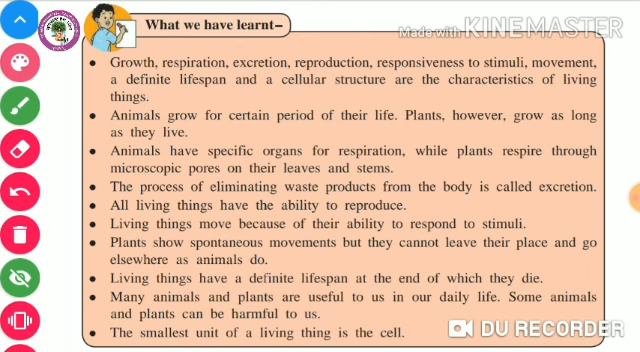 What we have learnt–
Made with KINEMASTER
• Growth, respiration, excretion, reproduction, responsiveness to stimuli, movement,
a definite lifespan and a cellular structure are the characteristics of living
things.
• Animals grow for certain period of their life. Plants, however, grow as long
as they live.
• Animals have specific organs for respiration, while plants respire through
microscopic pores on their leaves and stems.
• The process of eliminating waste products from the body is called excretion.
• All living things have the ability to reproduce.
• Living things move because of their ability to respond to stimuli.
• Plants show spontaneous movements but they cannot leave their place and go
elsewhere as animals do.
• Living things have a definite lifespan at the end of which they die.
• Many animals and plants are useful to us in our daily life. Some animals
and plants can be harmful to us.
• The smallest unit of a living thing is the cell.
DU RECORDER